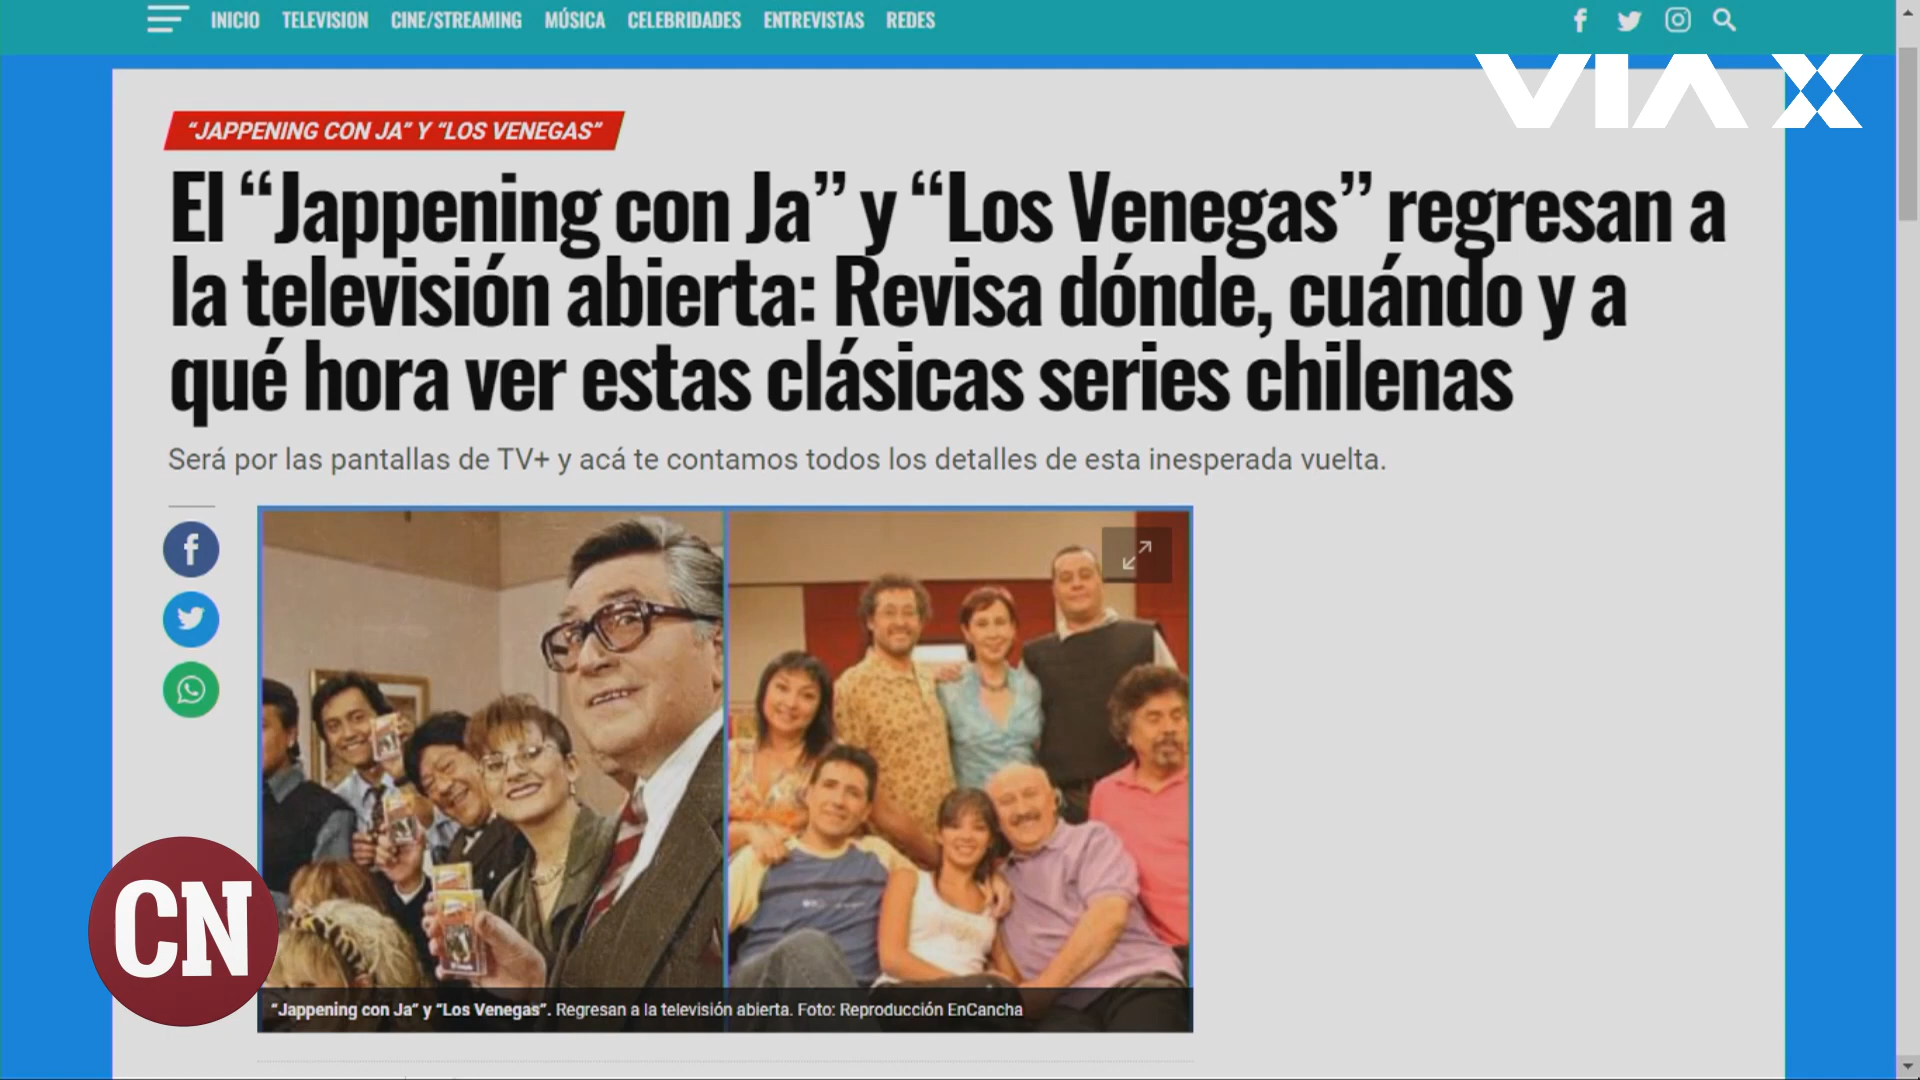 INICIO TELEVISION CINE/STREAMING MÚSICA CELEBRIDADES ENTREVISTAS REDES
VIA X
“JAPPENING CON JA” Y “LOS VENEGAS”
El “Jappening con Ja” y “Los Venegas” regresan a
la televisión abierta: Revisa dónde, cuándo y a
qué hora ver estas clásicas series chilenas
Será por las pantallas de TV+ y acá te contamos todos los detalles de esta inesperada vuelta.
CN
“Jappening con Ja” y “Los Venegas”. Regresan a la televisión abierta. Foto: Reproducción EnCancha